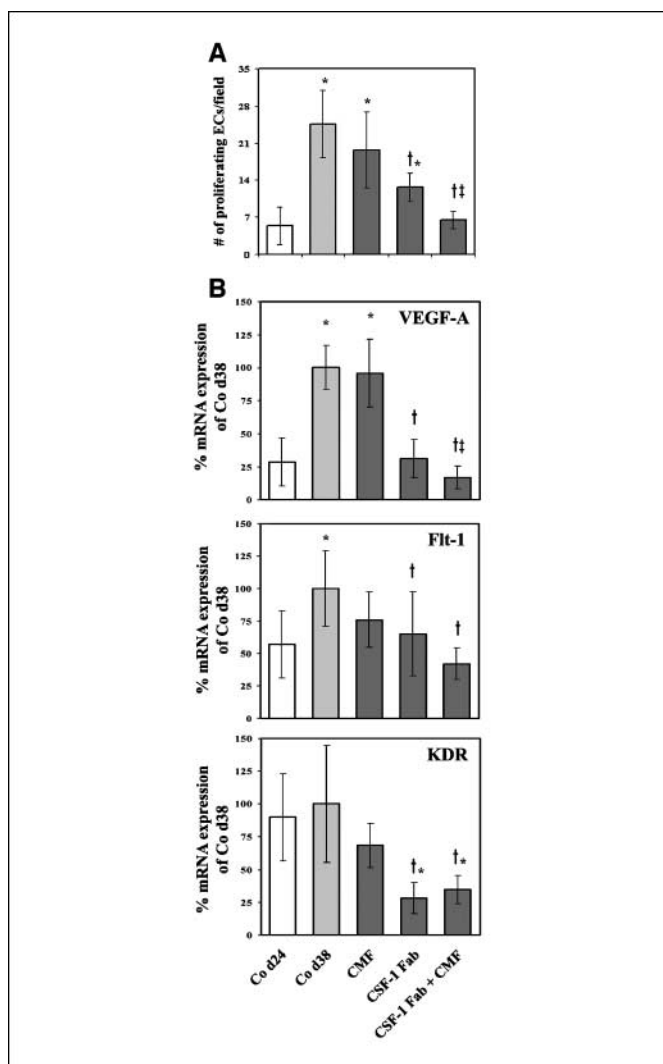 A
# of proliferating ECs/field
35
28
21
14
7
0
*
*
†*
†‡
B
VEGF-A
% mRNA expression
of Co d38
150
125
100
75
50
25
0
*
*
†
†‡
Flt-1
% mRNA expression
of Co d38
150
125
100
75
50
25
0
*
†
†
KDR
% mRNA expression
of Co d38
150
125
100
75
50
25
0
†*
†*
Co d24
Co d38
CMF
CSF-1 Fab
CSF-1 Fab + CMF